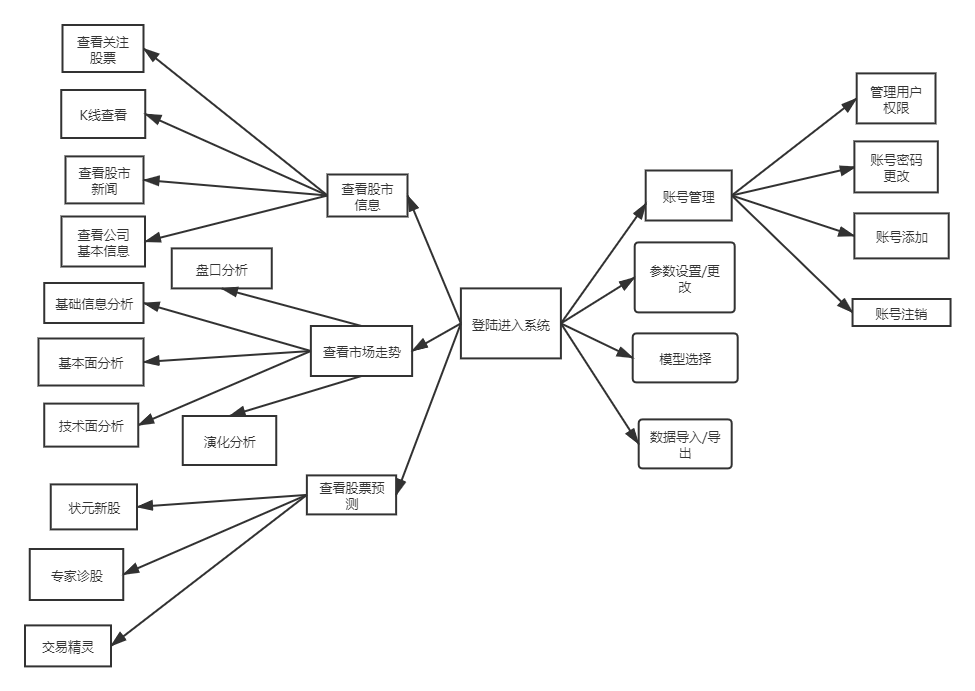 查看关注
股票
K线查看
查看股市
新闻
查看公司
基本信息
查看股市
信息
盘口分析
基础信息分析
基本面分析
技术面分析
演化分析
查看市场走势
状元新股
专家诊股
交易精灵
查看股票预
测
登陆进入系统
账号管理
参数设置/更
改
模型选择
数据导入/导
出
管理用户
权限
账号密码
更改
账号添加
账号注销